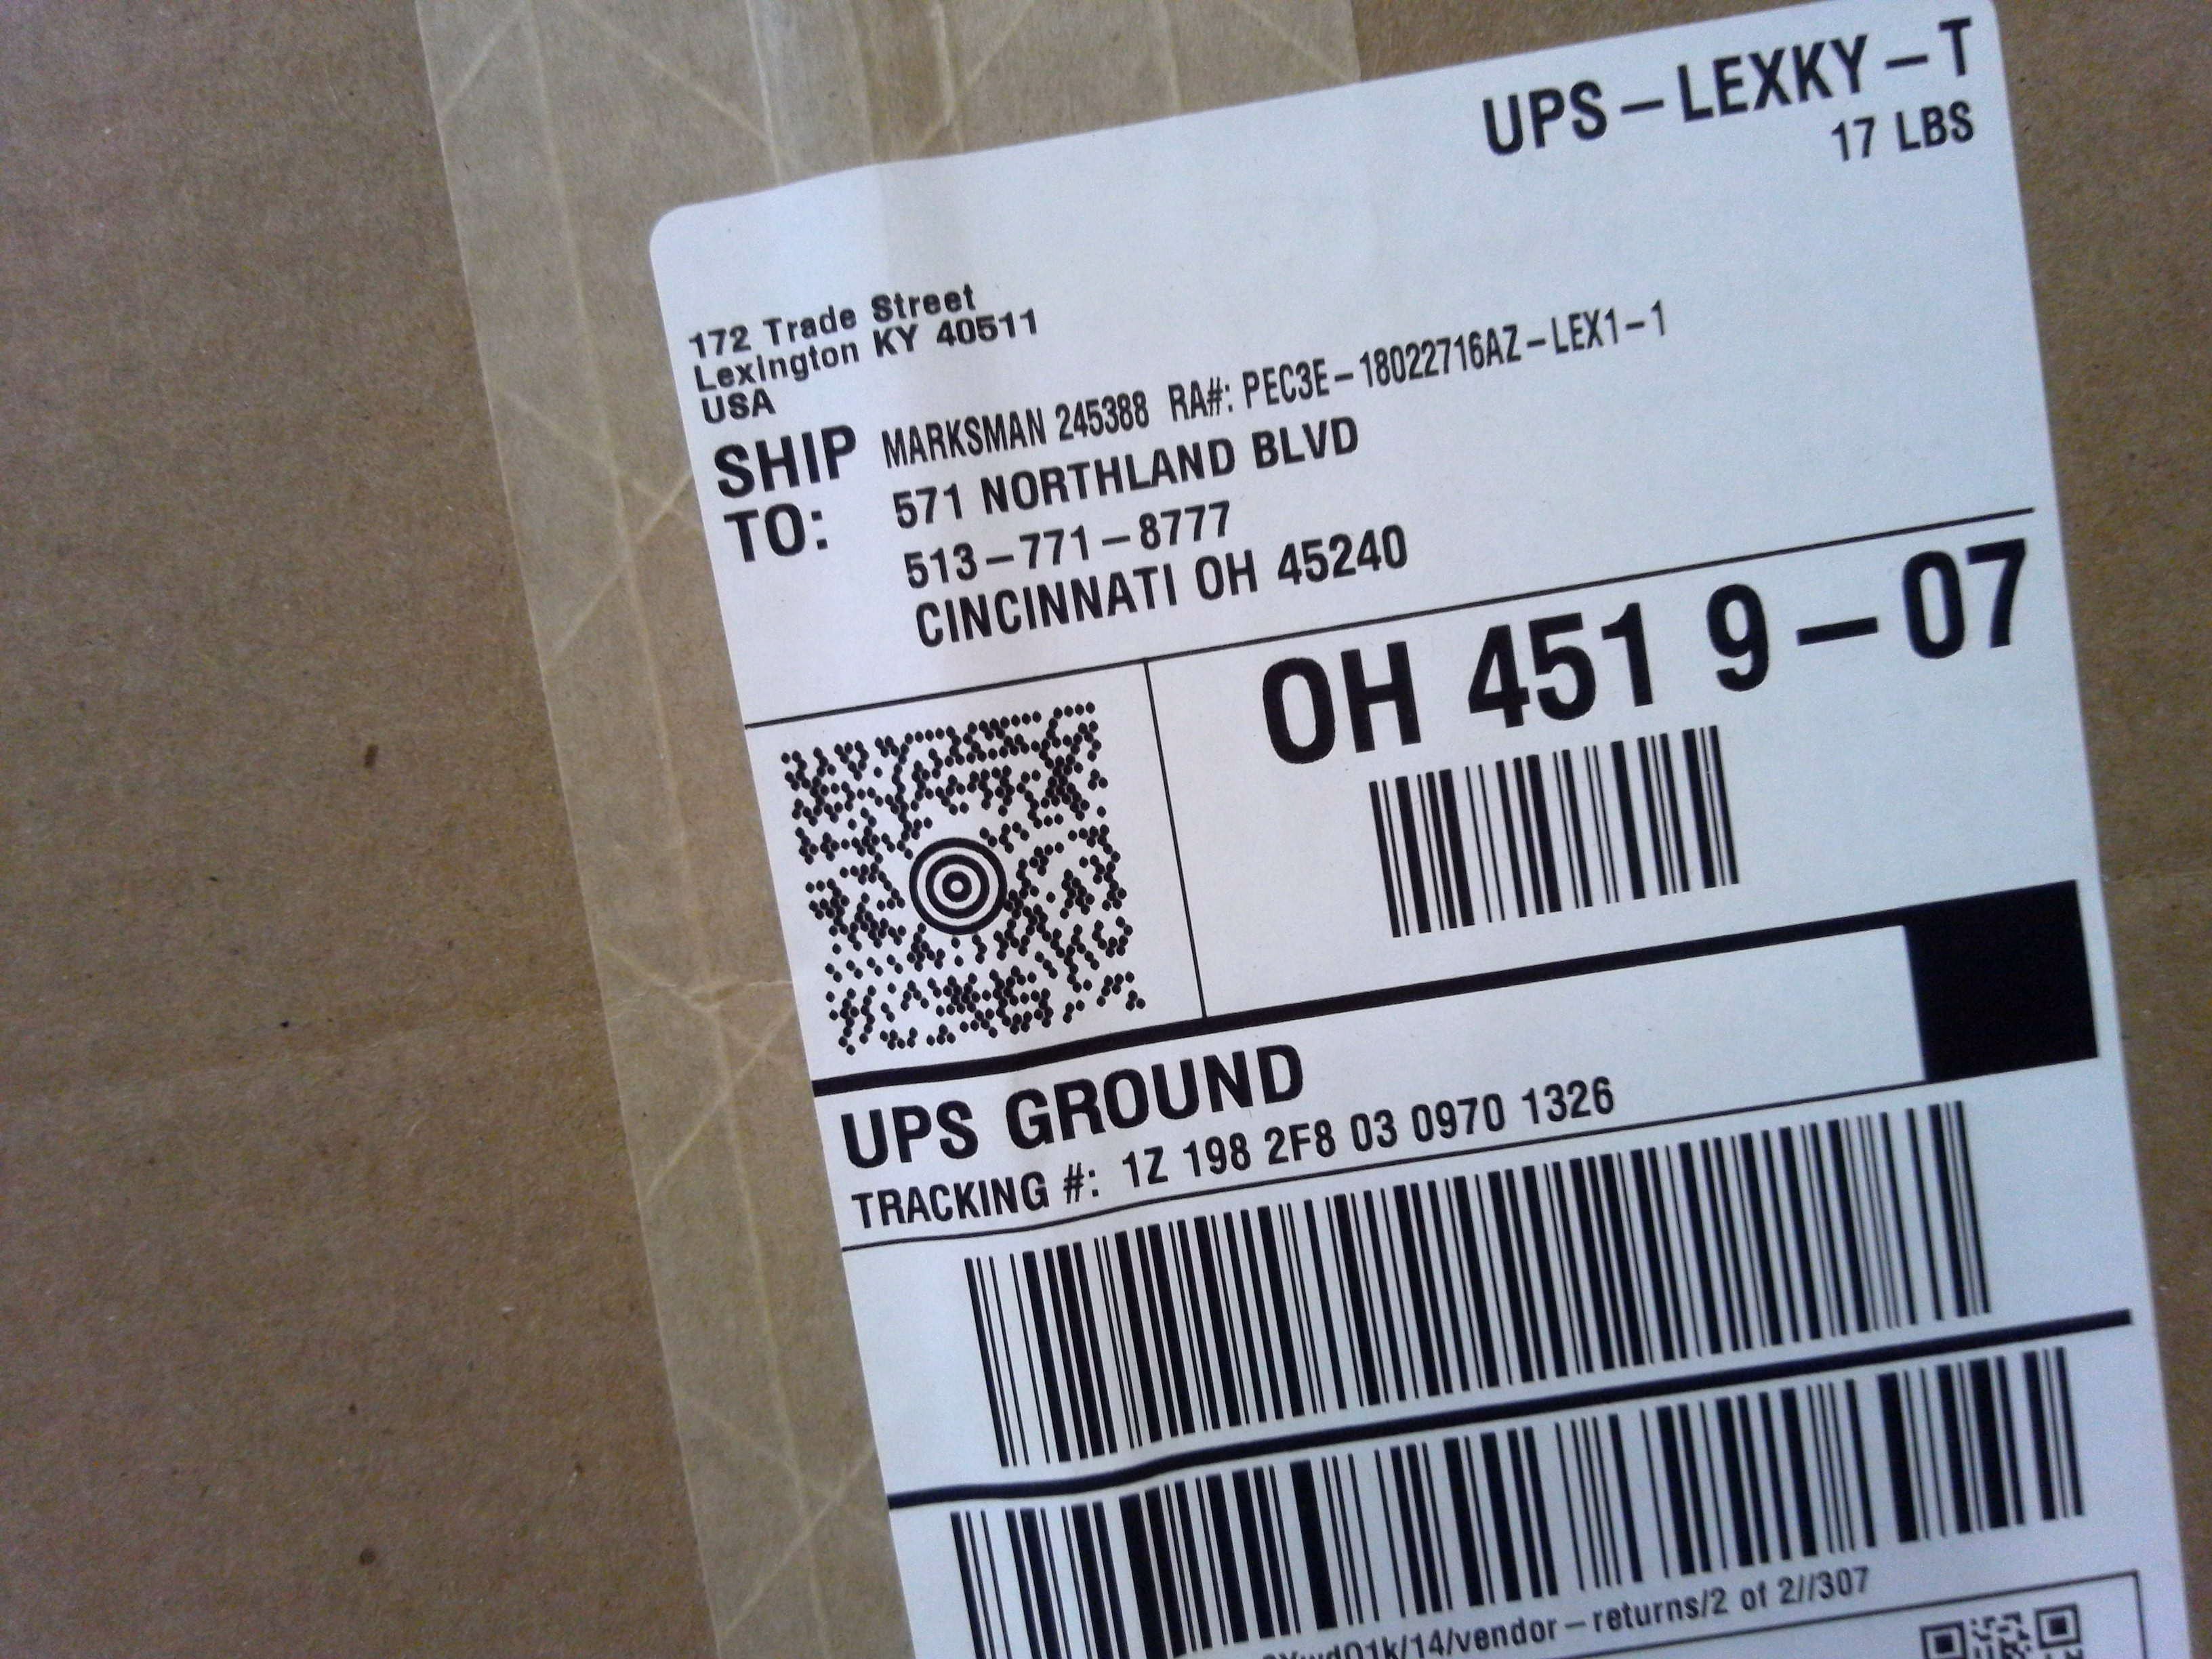 UPS – LEXKY – T
17 LBS
172 Trade Street
Lexington KY 40511
USA
SHIP TO: MARKSMAN 245388 RA#: PEC3E – 18022716AZ – LEX1 – 1
571 NORTHLAND BLVD
513 – 771 – 8777
CINCINNATI OH 45240
OH 451 9 – 07
UPS GROUND
TRACKING #: 1Z 198 2F8 03 0970 1326
/14/vendor – returns/2 of 2//307